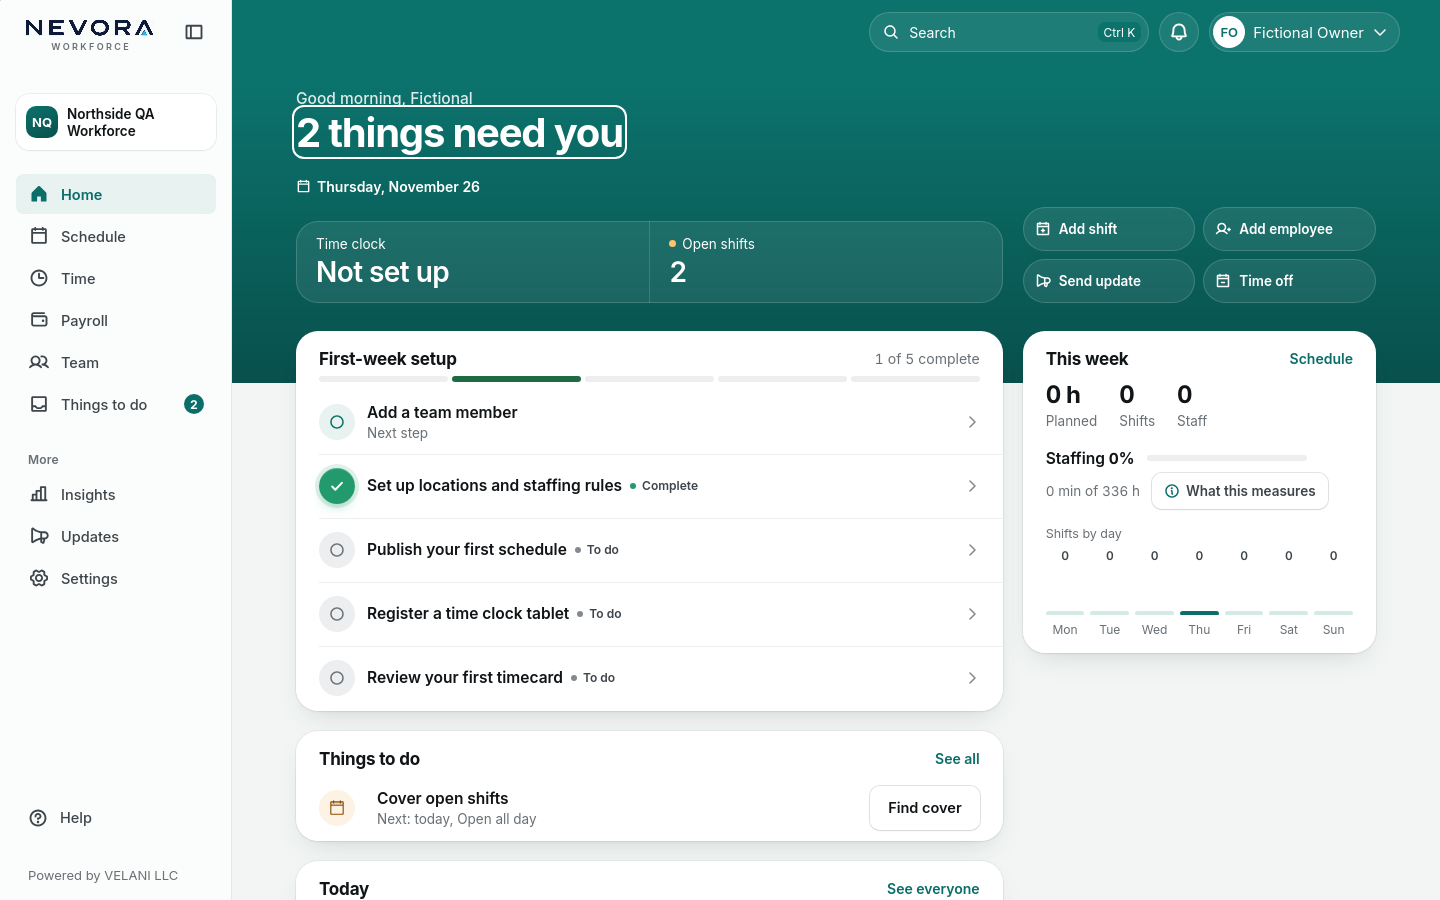 NEVORA
WORKFORCE
Search
Ctrl K
FO
Fictional Owner
NQ
Northside QA
Workforce
Home
Schedule
Time
Payroll
Team
Things to do
2
More
Insights
Updates
Settings
Help
Powered by VELANI LLC
Good morning, Fictional
2 things need you
Thursday, November 26
Time clock
Not set up
Open shifts
2
Add shift
Add employee
Send update
Time off
First-week setup
1 of 5 complete
Add a team member
Next step
Set up locations and staffing rules
Complete
Publish your first schedule
To do
Register a time clock tablet
To do
Review your first timecard
To do
This week
Schedule
0 h
0
0
Planned
Shifts
Staff
Staffing 0%
0 min of 336 h
What this measures
Shifts by day
0 0 0 0 0 0 0
Mon Tue Wed Thu Fri Sat Sun
Things to do
See all
Cover open shifts
Next: today, Open all day
Find cover
Today
See everyone